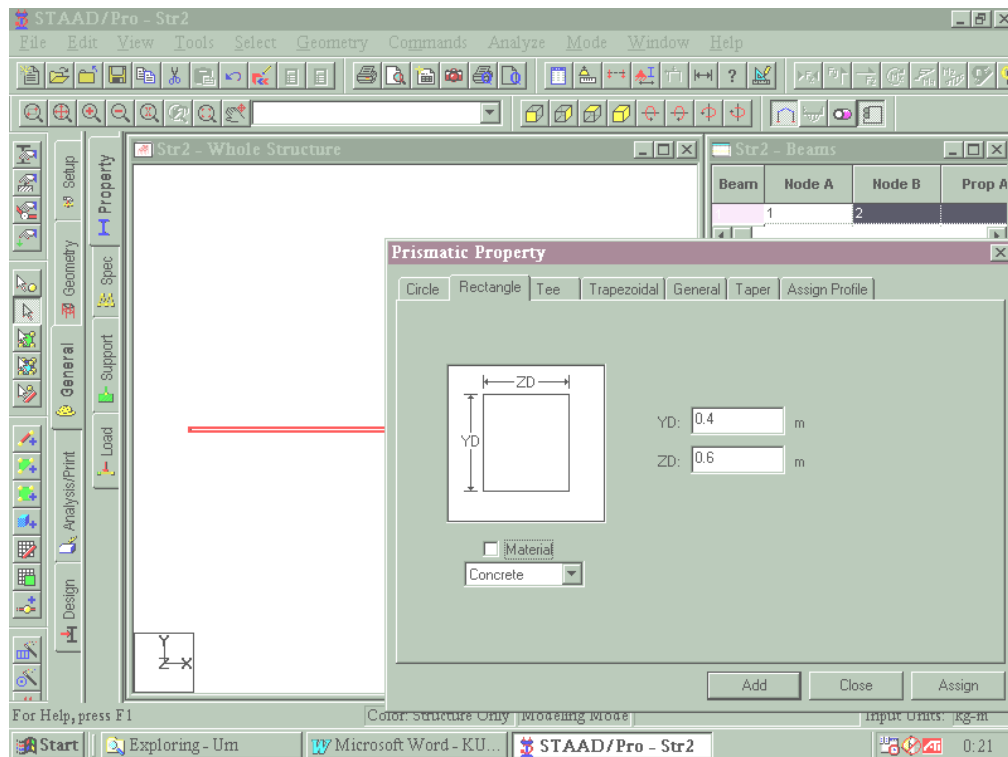 STAAD/Pro - Str2
File Edit View Tools Select Geometry Commands Analyze Mode Window Help
Setup
Geometry
General
Analysis/Print
Design
Property
Spec
Support
Load
Str2 - Whole Structure
Y
Z X
Str2 - Beams
Beam Node A Node B Prop A
1 2
Prismatic Property
Circle Rectangle Tee Trapezoidal General Taper Assign Profile
ZD
YD
YD: 0.4 m
ZD: 0.6 m
Material
Concrete
Add Close Assign
For Help, press F1 Color: Structure Only Modeling Mode Input Units: kg-m
Start Exploring - Um Microsoft Word - KU... STAAD/Pro - Str2 0:21